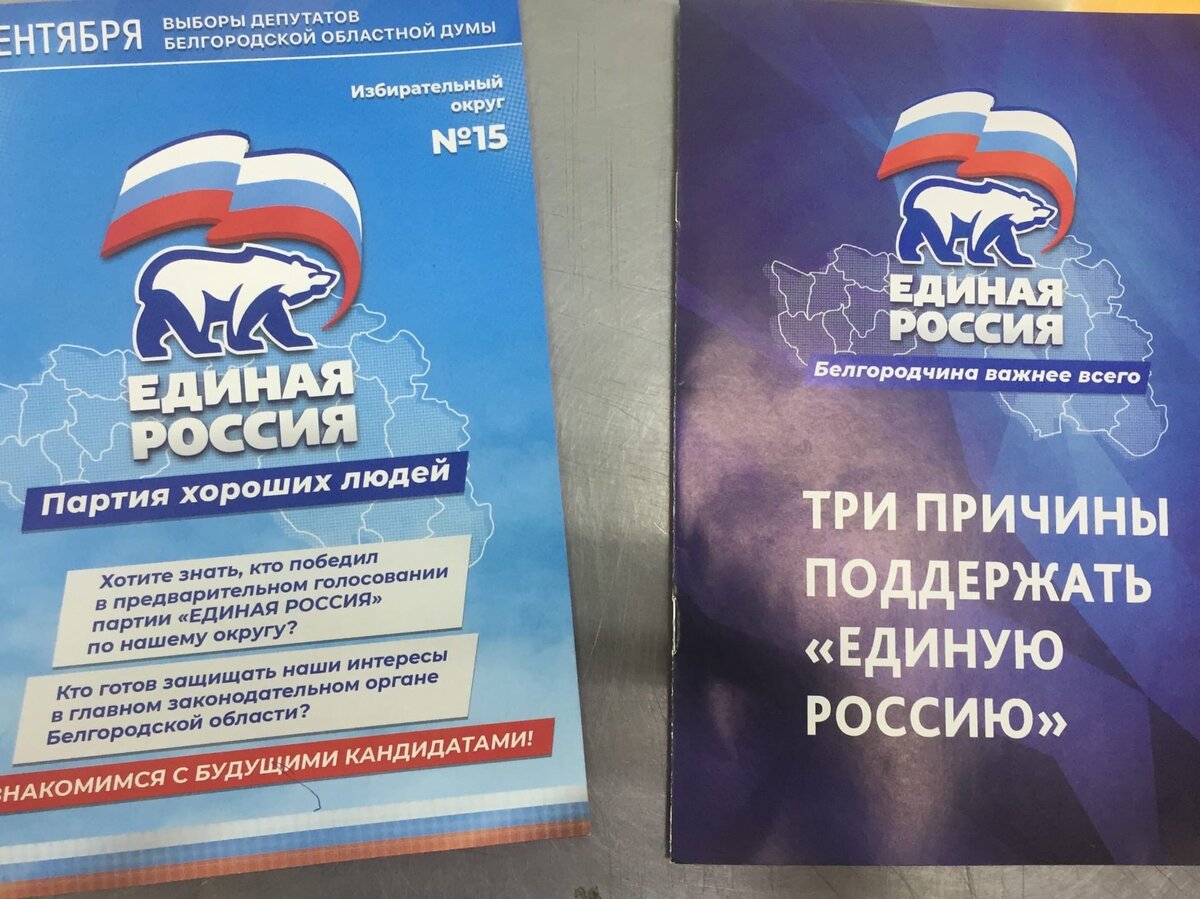 ЕНТЯБРЯ
ВЫБОРЫ ДЕПУТАТОВ
БЕЛГОРОДСКОЙ ОБЛАСТНОЙ ДУМЫ
Избирательный
округ
№15
ЕДИНАЯ
РОССИЯ
Партия хороших людей
Хотите знать, кто победил
в предварительном голосовании
партии «ЕДИНАЯ РОССИЯ»
по нашему округу?
Кто готов защищать наши интересы
в главном законодательном органе
Белгородской области?
ЗНАКОМИМСЯ С БУДУЩИМИ КАНДИДАТАМИ!
ЕДИНАЯ
РОССИЯ
Белгородчина важнее всего
ТРИ ПРИЧИНЫ
ПОДДЕРЖАТЬ
«ЕДИНУЮ
РОССИЮ»